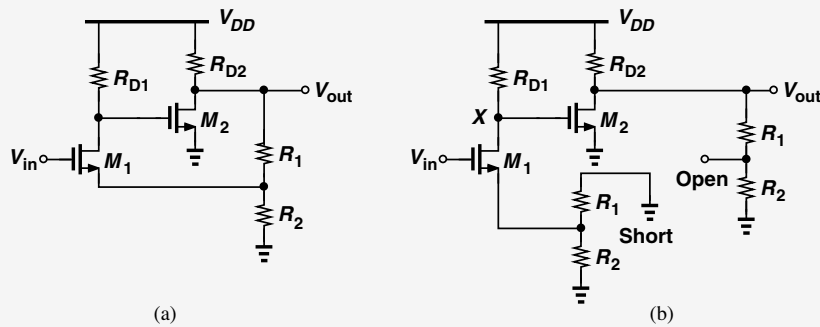 V_DD
R_D1
R_D2
V_out
M_2
V_in
M_1
R_1
R_2
(a)
V_DD
R_D1
R_D2
V_out
X
M_2
V_in
M_1
R_1
Open
R_2
R_1
Short
R_2
(b)